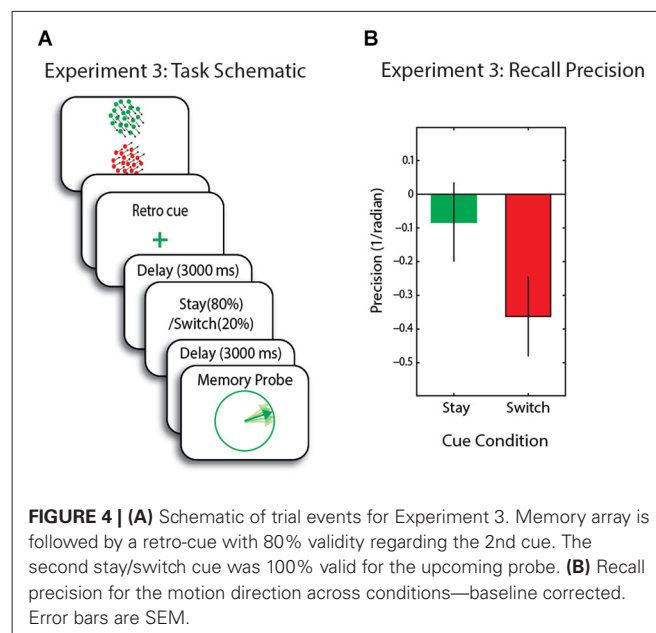 A
Experiment 3: Task Schematic
Retro cue
Delay (3000 ms)
Stay(80%)
/Switch(20%)
Delay (3000 ms)
Memory Probe
B
Experiment 3: Recall Precision
Precision (1/radian)
0.1
0
−0.1
−0.2
−0.3
−0.4
−0.5
Stay
Switch
Cue Condition
FIGURE 4 | (A) Schematic of trial events for Experiment 3. Memory array is
followed by a retro-cue with 80% validity regarding the 2nd cue. The
second stay/switch cue was 100% valid for the upcoming probe. (B) Recall
precision for the motion direction across conditions—baseline corrected.
Error bars are SEM.